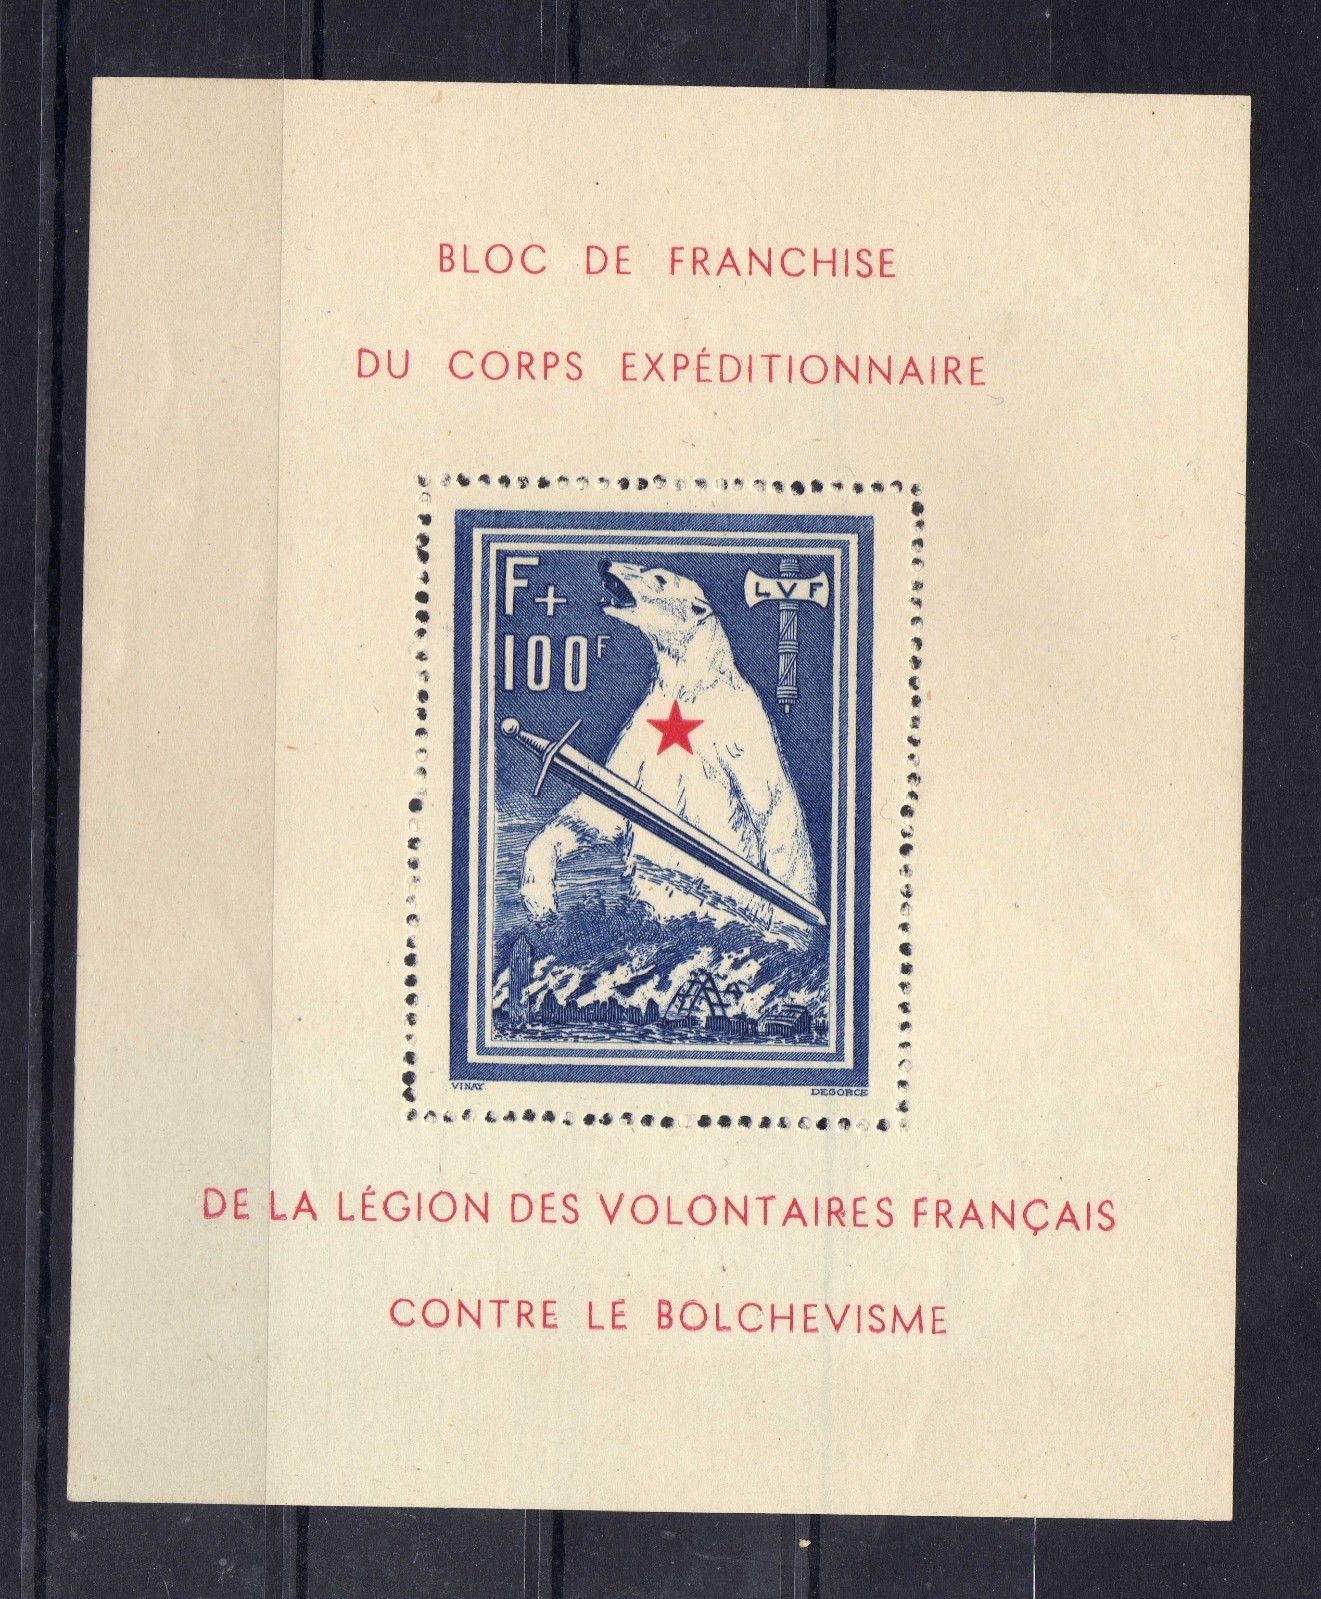 BLOC DE FRANCHISE
DU CORPS EXPÉDITIONNAIRE
F+
100F
LVF
VINAY
DEGORCE
DE LA LÉGION DES VOLONTAIRES FRANÇAIS
CONTRE LE BOLCHEVISME